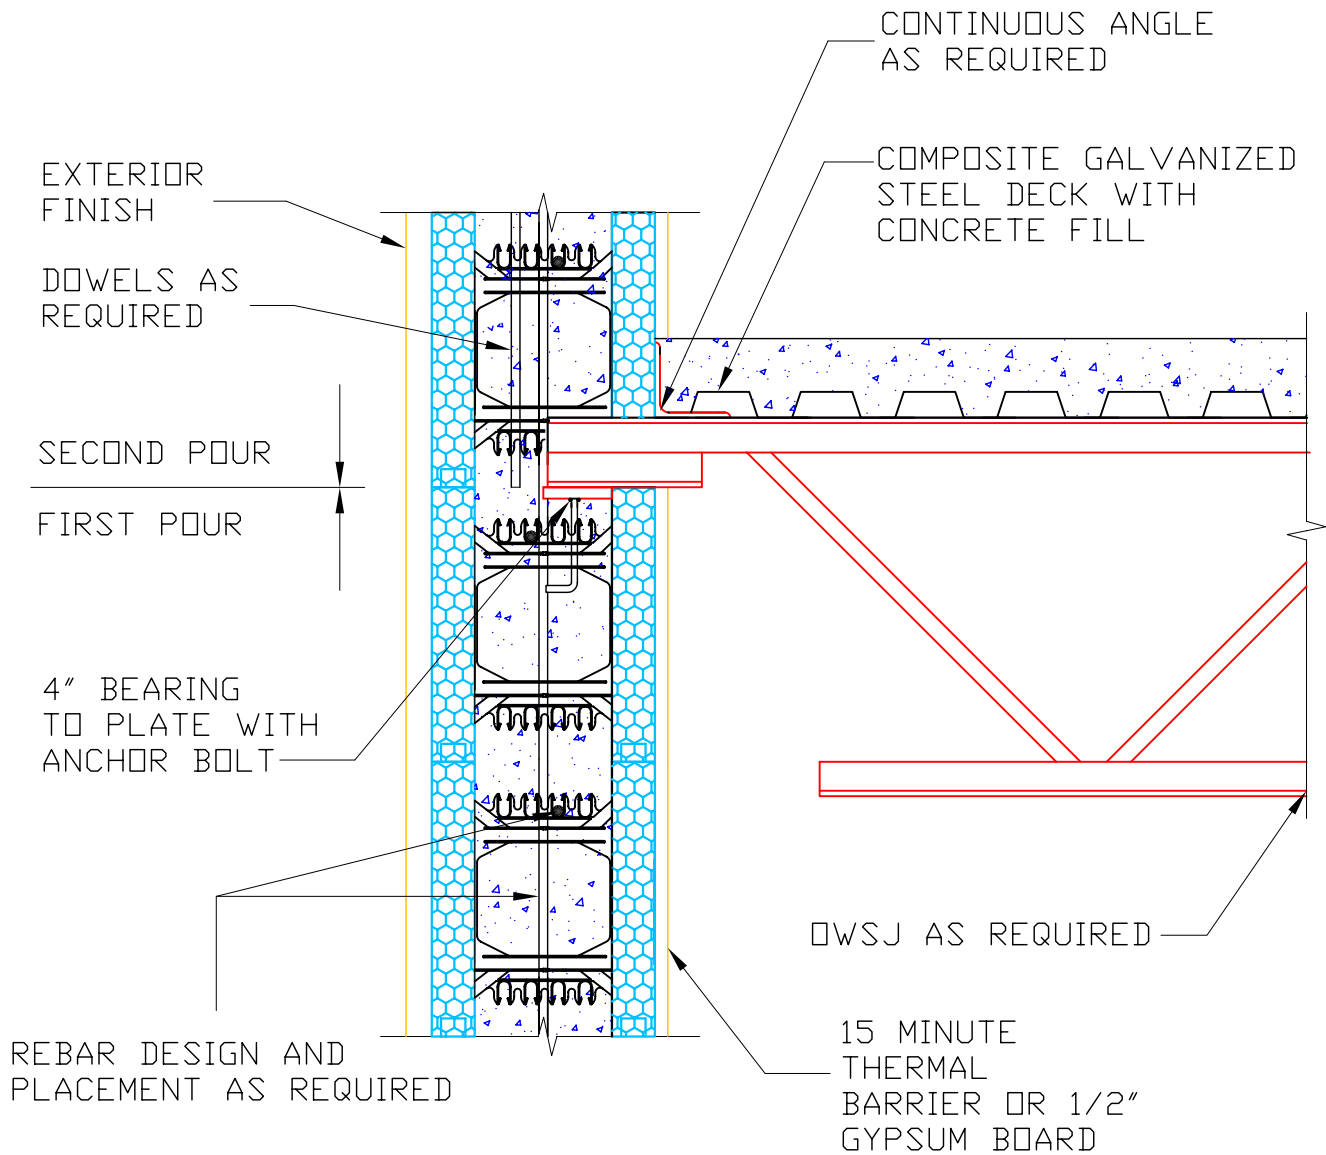 CONTINUOUS ANGLE
AS REQUIRED
COMPOSITE GALVANIZED
STEEL DECK WITH
CONCRETE FILL
EXTERIOR
FINISH
DOWELS AS
REQUIRED
SECOND POUR
FIRST POUR
4" BEARING
TO PLATE WITH
ANCHOR BOLT
OWSJ AS REQUIRED
REBAR DESIGN AND
PLACEMENT AS REQUIRED
15 MINUTE
THERMAL
BARRIER OR 1/2"
GYPSUM BOARD